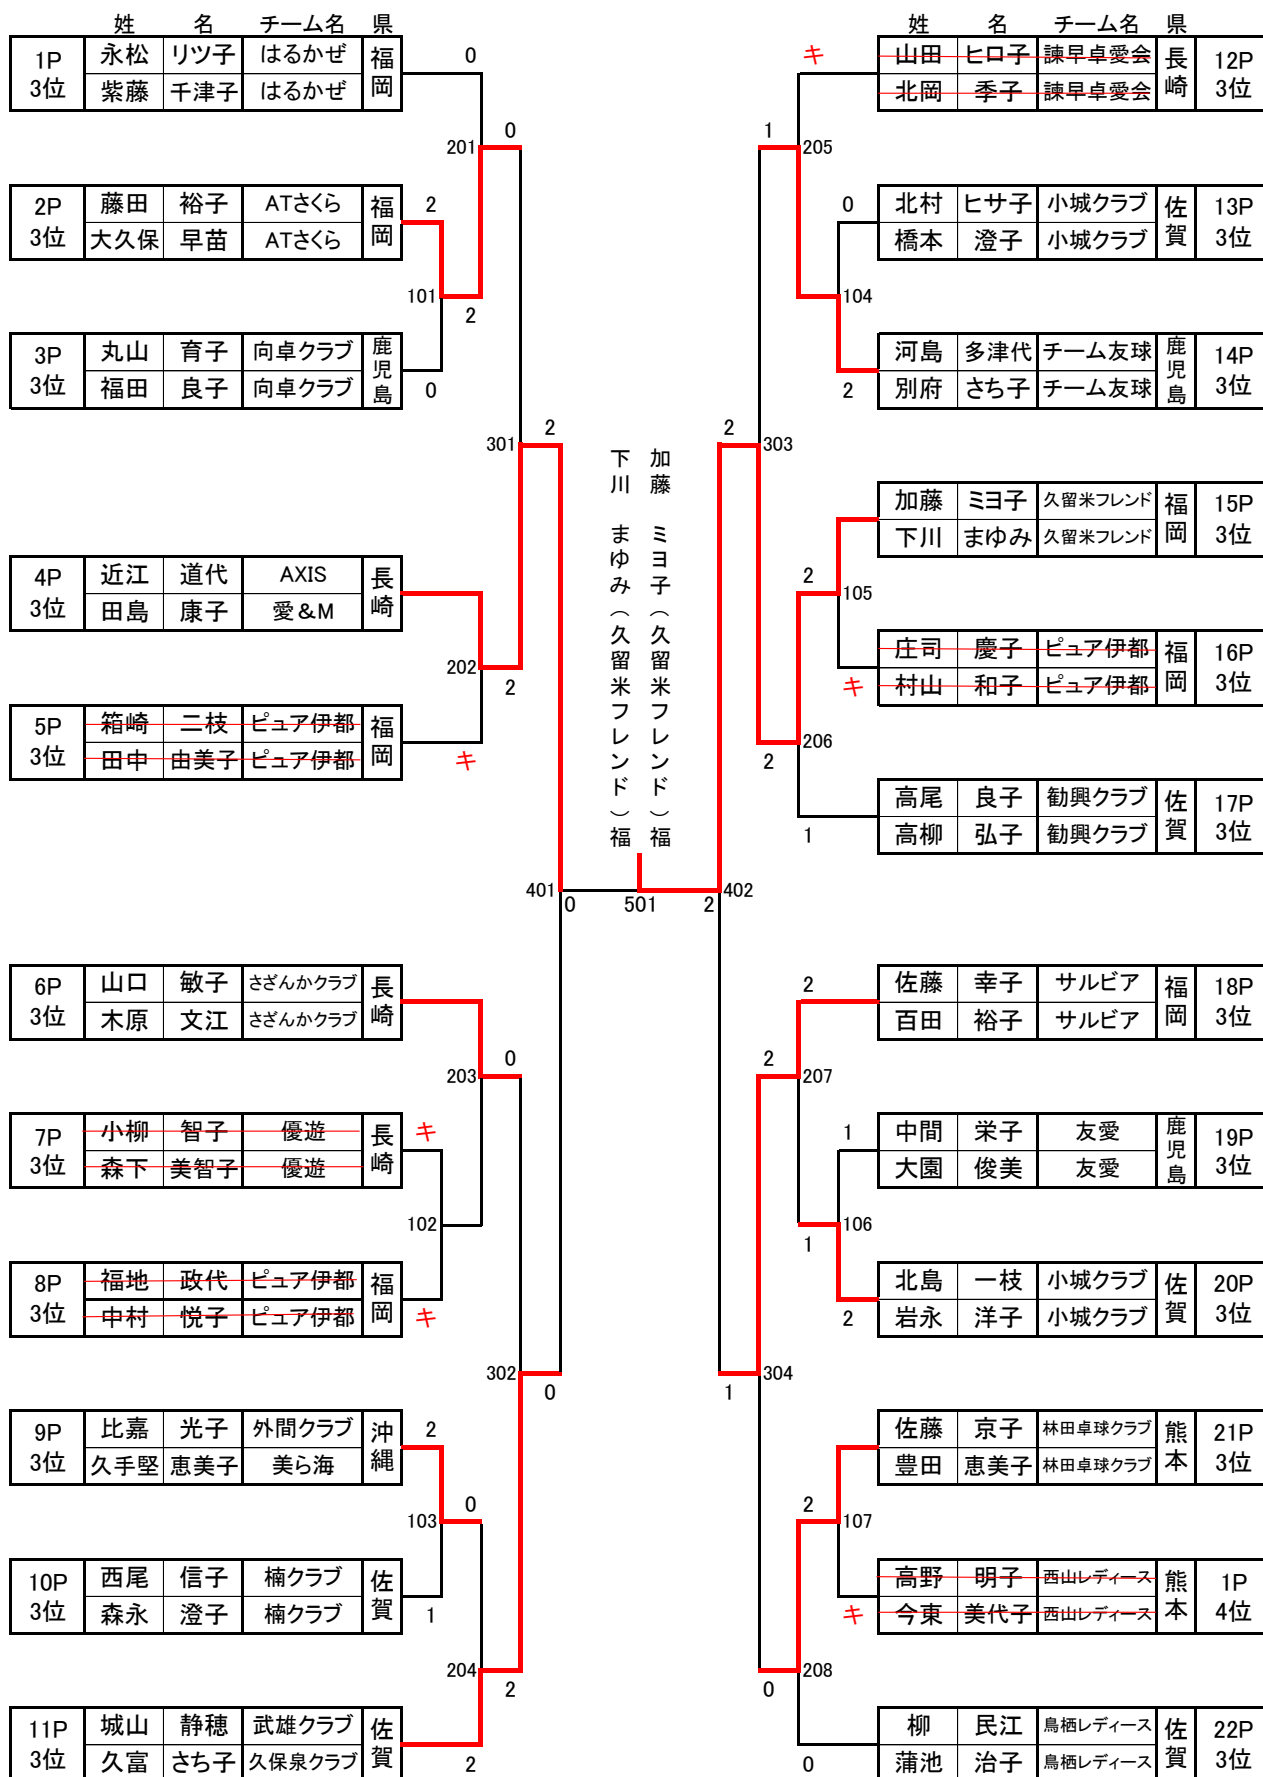 姓 名 チーム名 県
1P 3位 永松 リツ子 はるかぜ 福岡
紫藤 千津子 はるかぜ
0
201 0
2P 3位 藤田 裕子 ATさくら 福岡
大久保 早苗 ATさくら
2
101 2
3P 3位 丸山 育子 向卓クラブ 鹿児島
福田 良子 向卓クラブ
0
301 2
4P 3位 近江 道代 AXIS 長崎
田島 康子 愛&M
202 2
5P 3位 箱崎 二枝 ピュア伊都 福岡
田中 由美子 ピュア伊都
キ
401 0
6P 3位 山口 敏子 さざんかクラブ 長崎
木原 文江 さざんかクラブ
203 0
7P 3位 小柳 智子 優遊 長崎
森下 美智子 優遊
キ
102
8P 3位 福地 政代 ピュア伊都 福岡
中村 悦子 ピュア伊都
キ
302 0
9P 3位 比嘉 光子 外間クラブ 沖縄
久手堅 恵美子 美ら海
2
103 0
10P 3位 西尾 信子 楠クラブ 佐賀
森永 澄子 楠クラブ
1
204 2
11P 3位 城山 静穂 武雄クラブ 佐賀
久富 さち子 久保泉クラブ
2
加藤 ミヨ子(久留米フレンド)福
下川 まゆみ(久留米フレンド)福
501
姓 名 チーム名 県
キ
山田 ヒロ子 諫早卓愛会 長崎 12P 3位
北岡 季子 諫早卓愛会
1 205
0
北村 ヒサ子 小城クラブ 佐賀 13P 3位
橋本 澄子 小城クラブ
104
河島 多津代 チーム友球 鹿児島 14P 3位
別府 さち子 チーム友球
2
2 303
加藤 ミヨ子 久留米フレンド 福岡 15P 3位
下川 まゆみ 久留米フレンド
2 105
庄司 慶子 ピュア伊都 福岡 16P 3位
村山 和子 ピュア伊都
キ
2 206
高尾 良子 勧興クラブ 佐賀 17P 3位
高柳 弘子 勧興クラブ
1
2 402
2
佐藤 幸子 サルビア 福岡 18P 3位
百田 裕子 サルビア
2 207
1
中間 栄子 友愛 鹿児島 19P 3位
大園 俊美 友愛
1 106
北島 一枝 小城クラブ 佐賀 20P 3位
岩永 洋子 小城クラブ
2
1 304
佐藤 京子 林田卓球クラブ 熊本 21P 3位
豊田 恵美子 林田卓球クラブ
2 107
高野 明子 西山レディース 熊本 1P 4位
今東 美代子 西山レディース
キ
0 208
柳 民江 鳥栖レディース 佐賀 22P 3位
蒲池 治子 鳥栖レディース
0